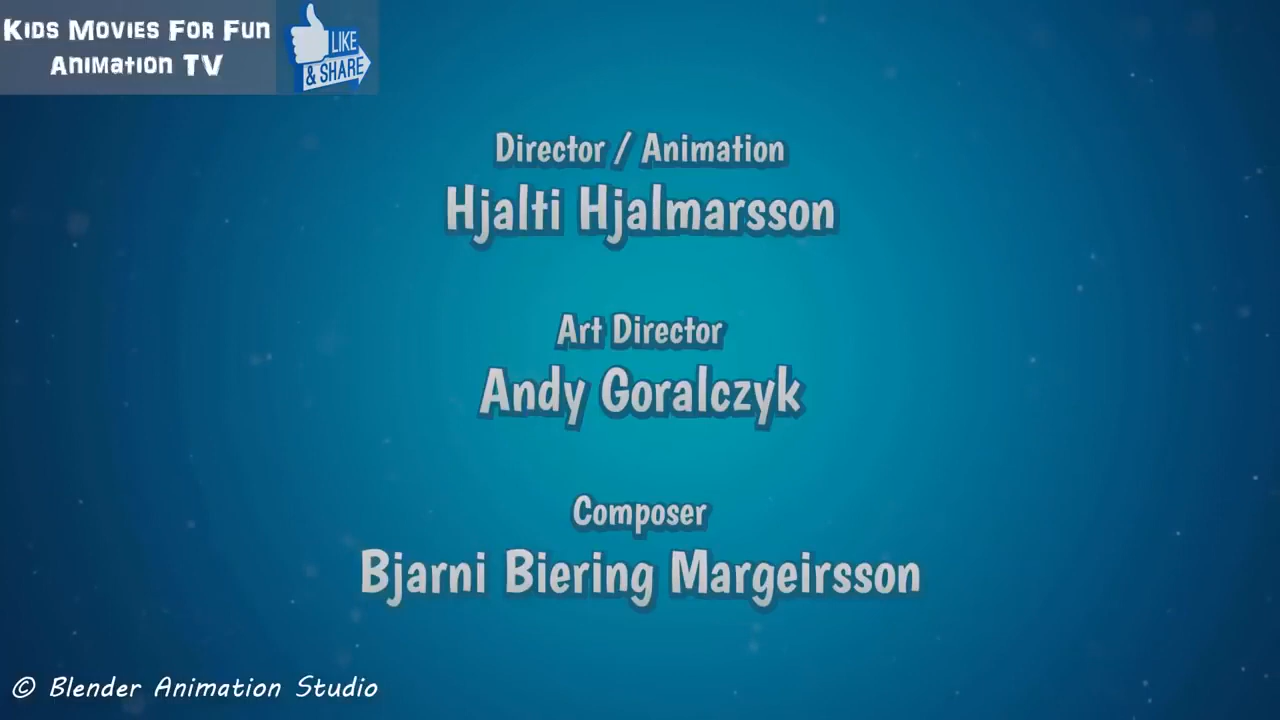 Kids Movies For Fun
Animation TV
LIKE
& SHARE
Director / Animation
Hjalti Hjalmarsson
Art Director
Andy Goralczyk
Composer
Bjarni Biering Margeirsson
© Blender Animation Studio